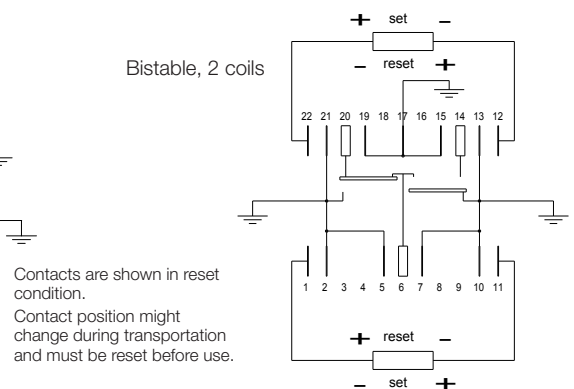 + set -
- reset +
Bistable, 2 coils
22 21 20 19 18 17 16 15 14 13 12
1 2 3 4 5 6 7 8 9 10 11
Contacts are shown in reset
condition.
Contact position might
change during transportation
and must be reset before use.
+ reset -
- set +